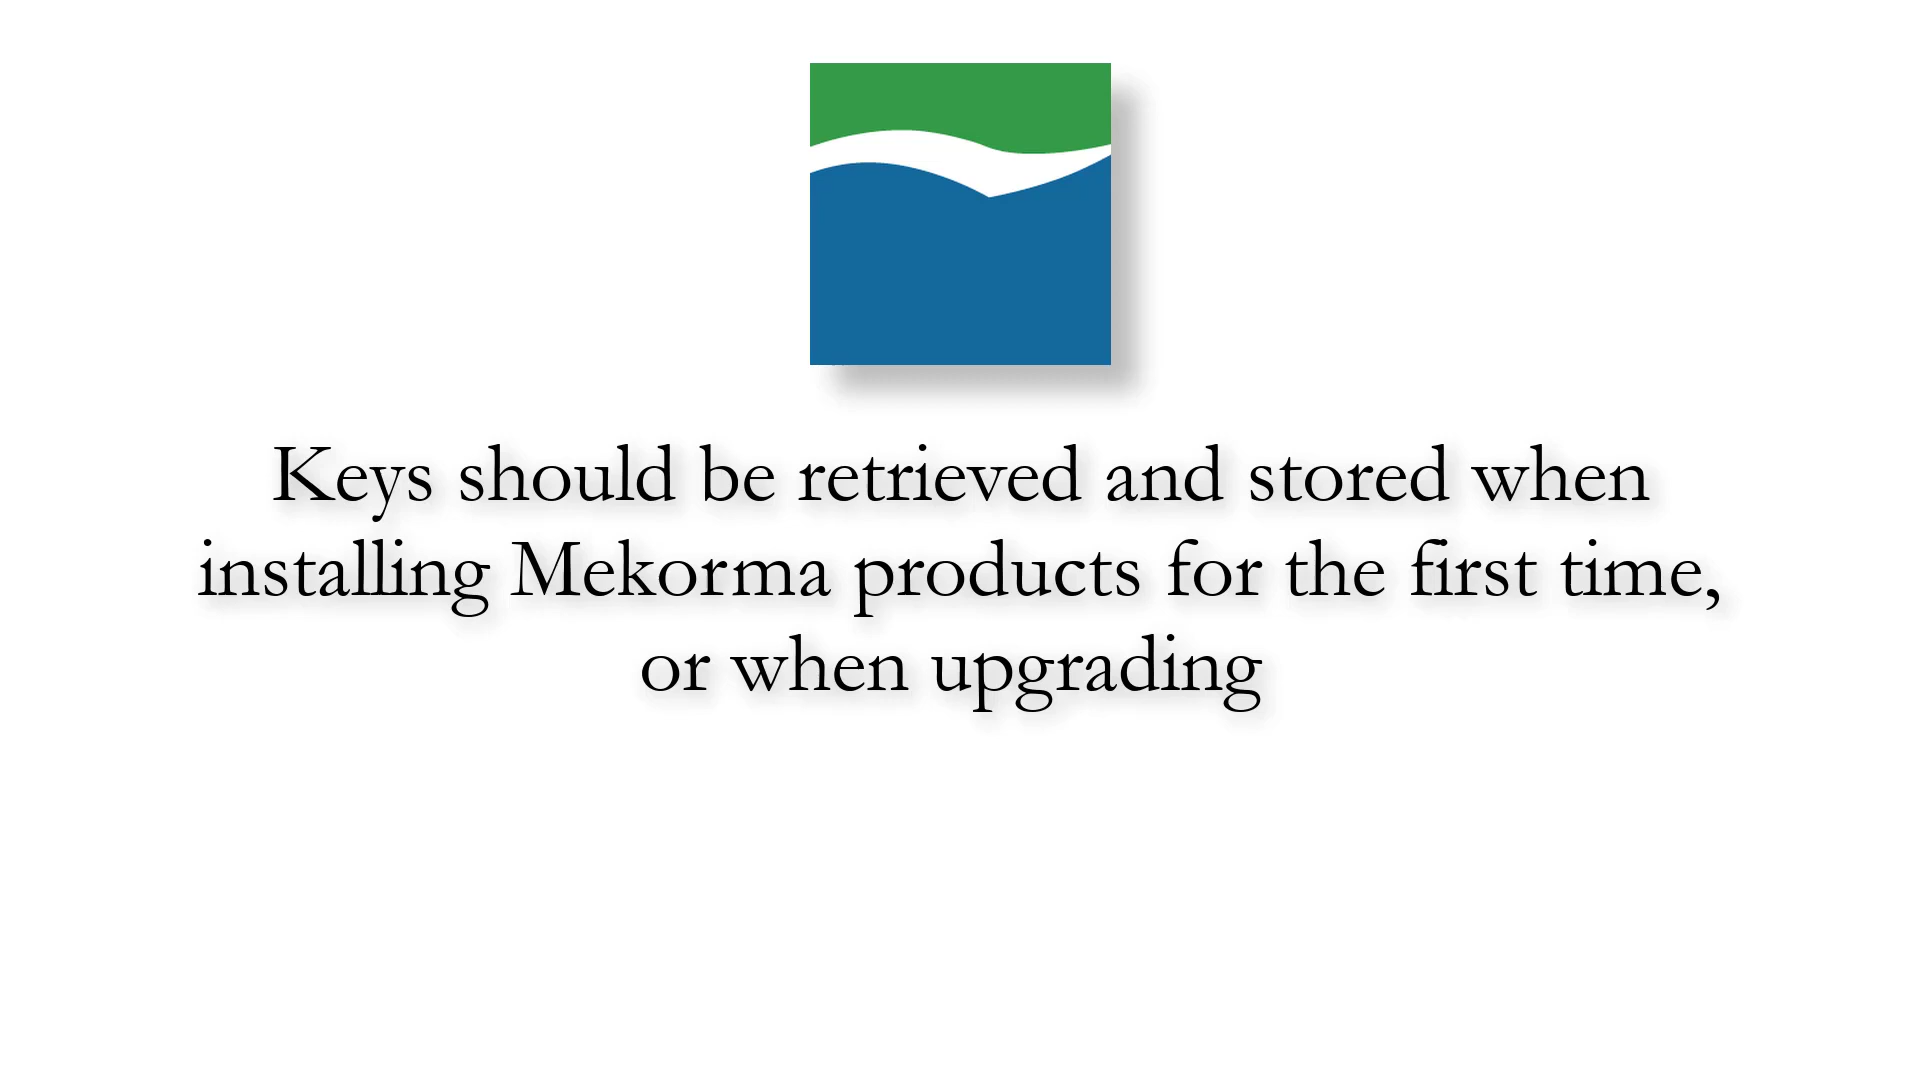 Keys should be retrieved and stored when
installing Mekorma products for the first time,
or when upgrading